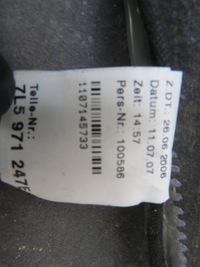 Z.DT.: 26.06.2006
Datum: 11.07.07
Zeit: 14:57
Pers-Nr.: 100586
1107145733
Teile-Nr.:
7L5 971 247